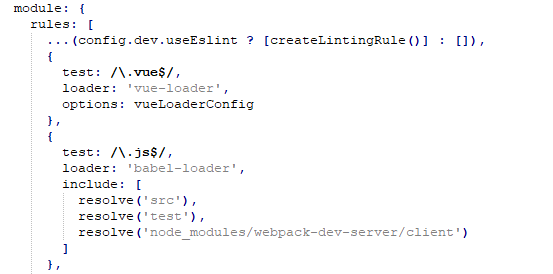 module: {
rules: [
...(config.dev.useEslint ? [createLintingRule()] : []),
{
test: /\.vue$/,
loader: 'vue-loader',
options: vueLoaderConfig
},
{
test: /\.js$/,
loader: 'babel-loader',
include: [
resolve('src'),
resolve('test'),
resolve('node_modules/webpack-dev-server/client')
]
},